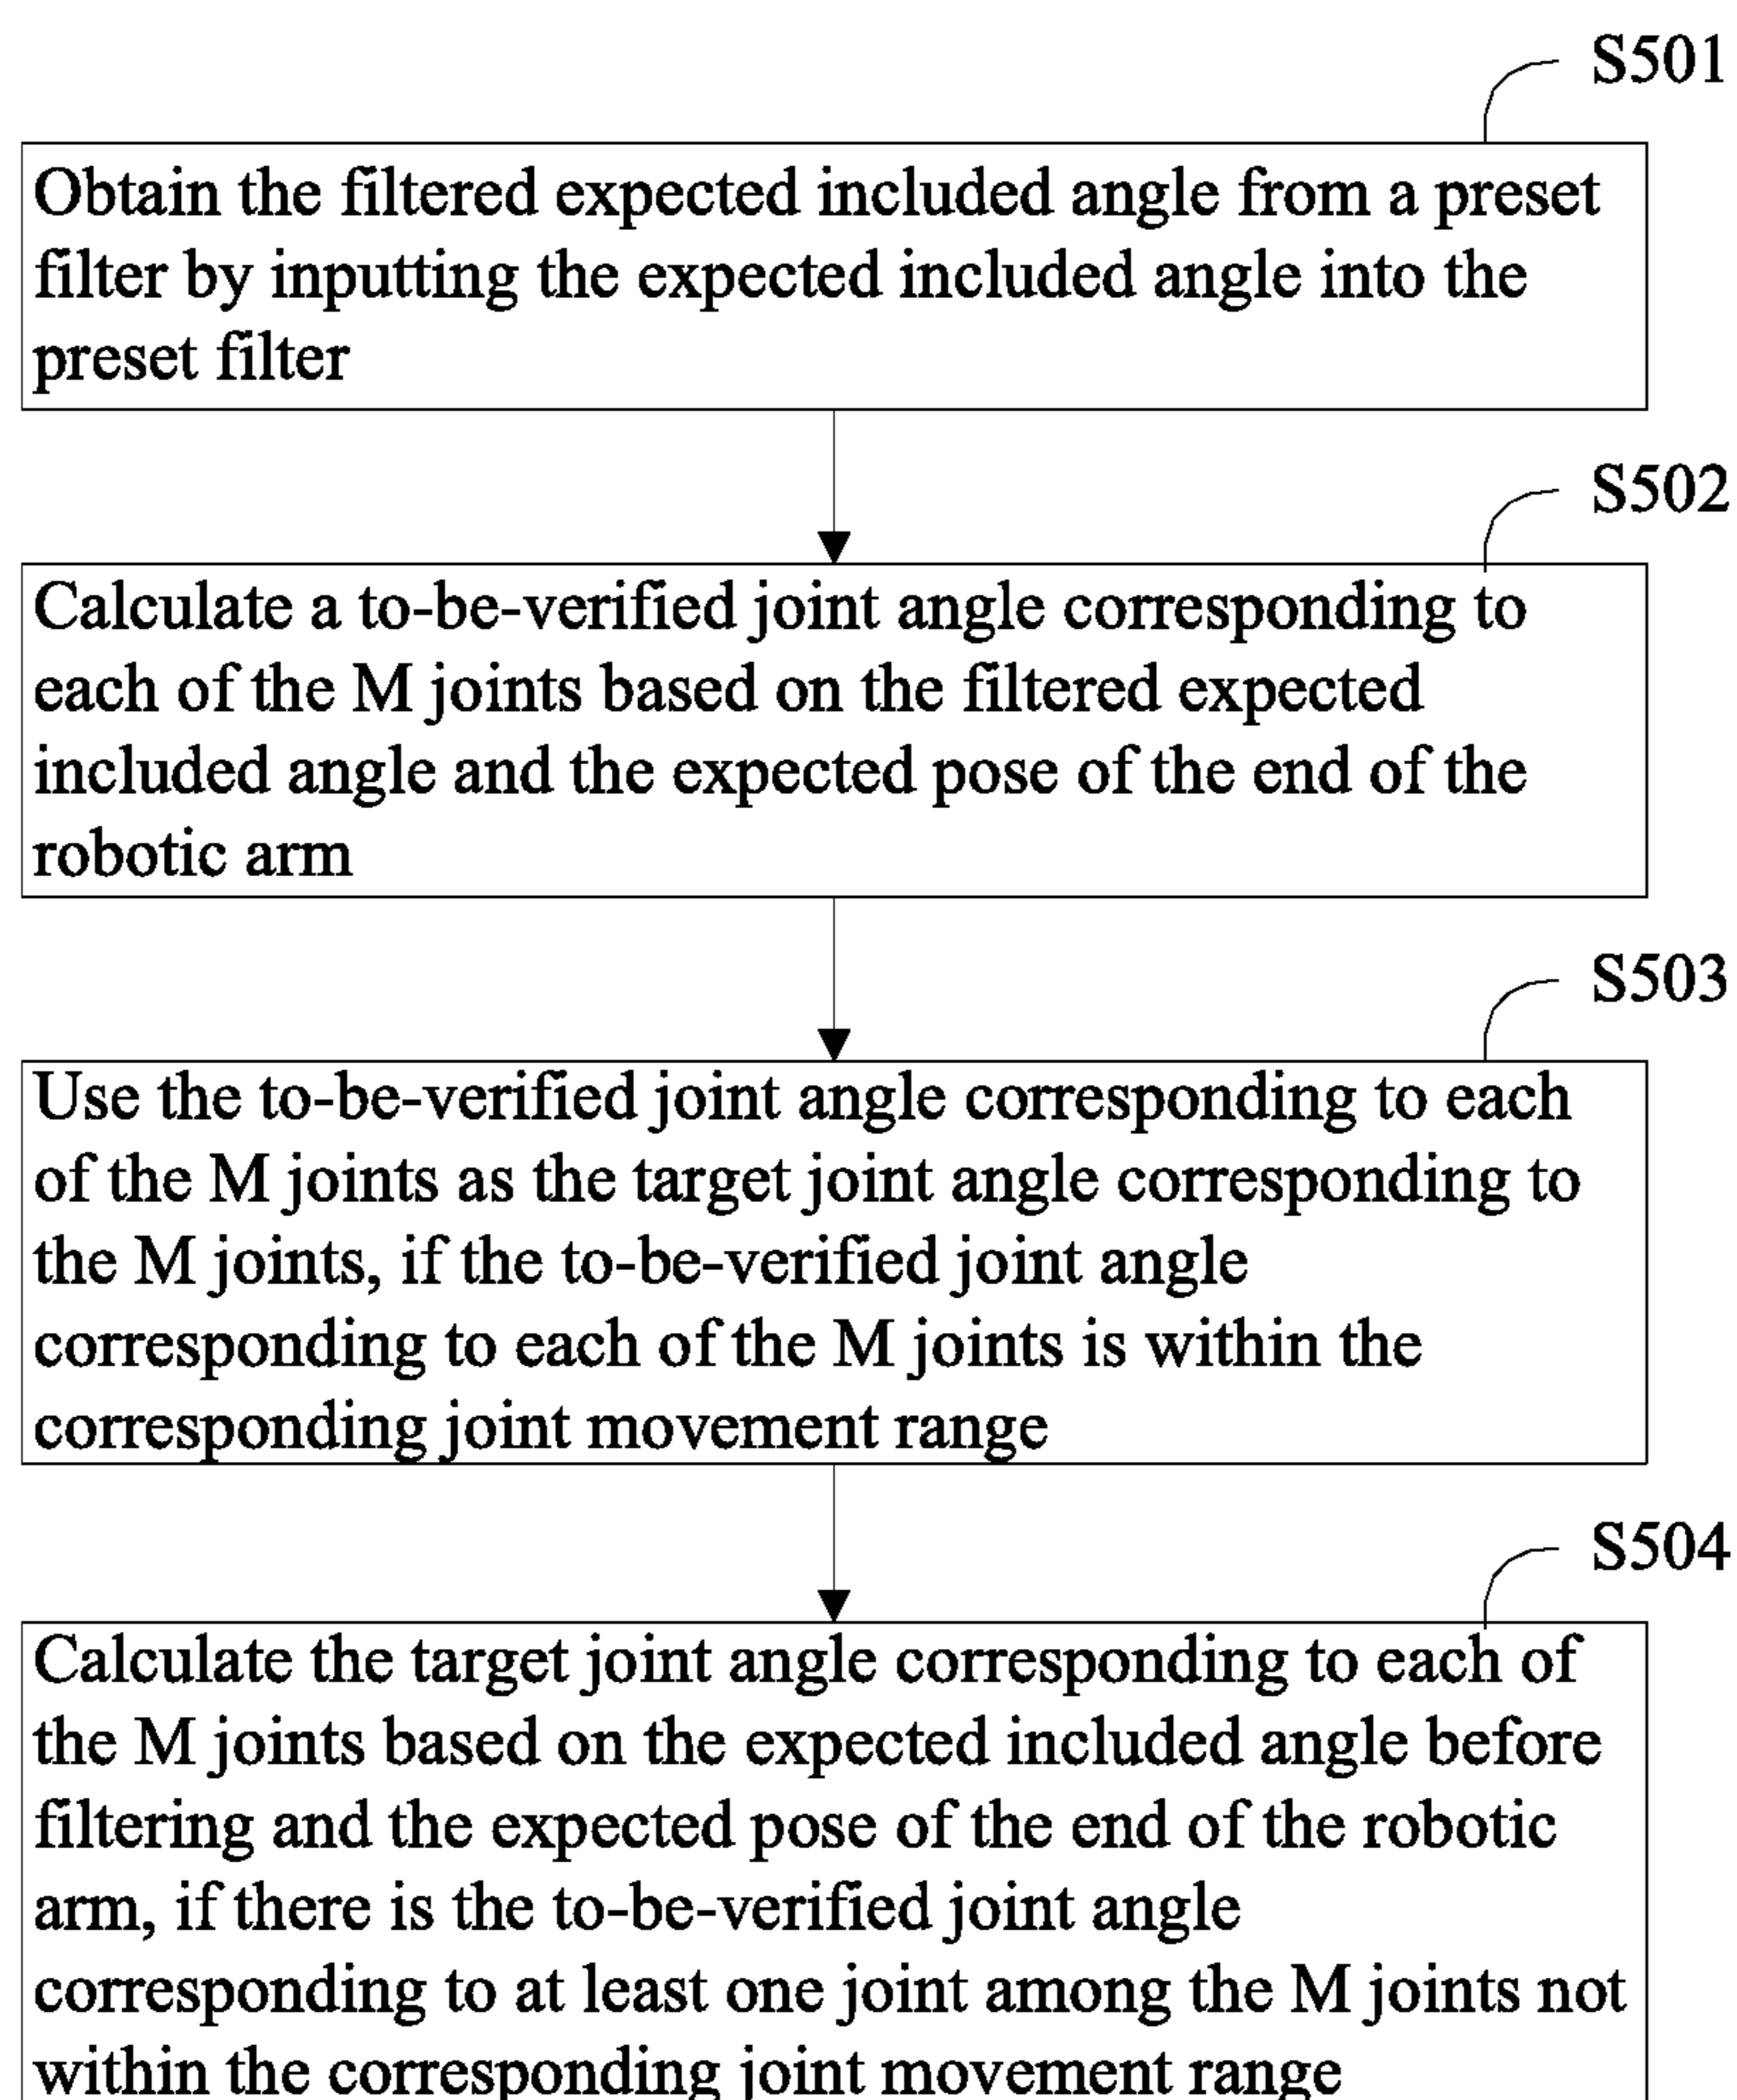 S501
Obtain the filtered expected included angle from a preset
filter by inputting the expected included angle into the
preset filter
S502
Calculate a to-be-verified joint angle corresponding to
each of the M joints based on the filtered expected
included angle and the expected pose of the end of the
robotic arm
S503
Use the to-be-verified joint angle corresponding to each
of the M joints as the target joint angle corresponding to
the M joints, if the to-be-verified joint angle
corresponding to each of the M joints is within the
corresponding joint movement range
S504
Calculate the target joint angle corresponding to each of
the M joints based on the expected included angle before
filtering and the expected pose of the end of the robotic
arm, if there is the to-be-verified joint angle
corresponding to at least one joint among the M joints not
within the corresponding joint movement range